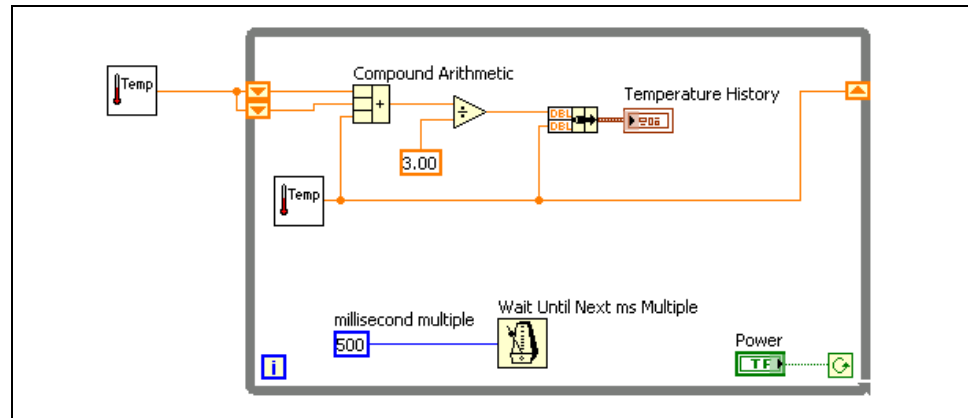 Temp
Compound Arithmetic
+
÷
3.00
DBL
DBL
Temperature History
Temp
millisecond multiple
500
Wait Until Next ms Multiple
Power
TF
i